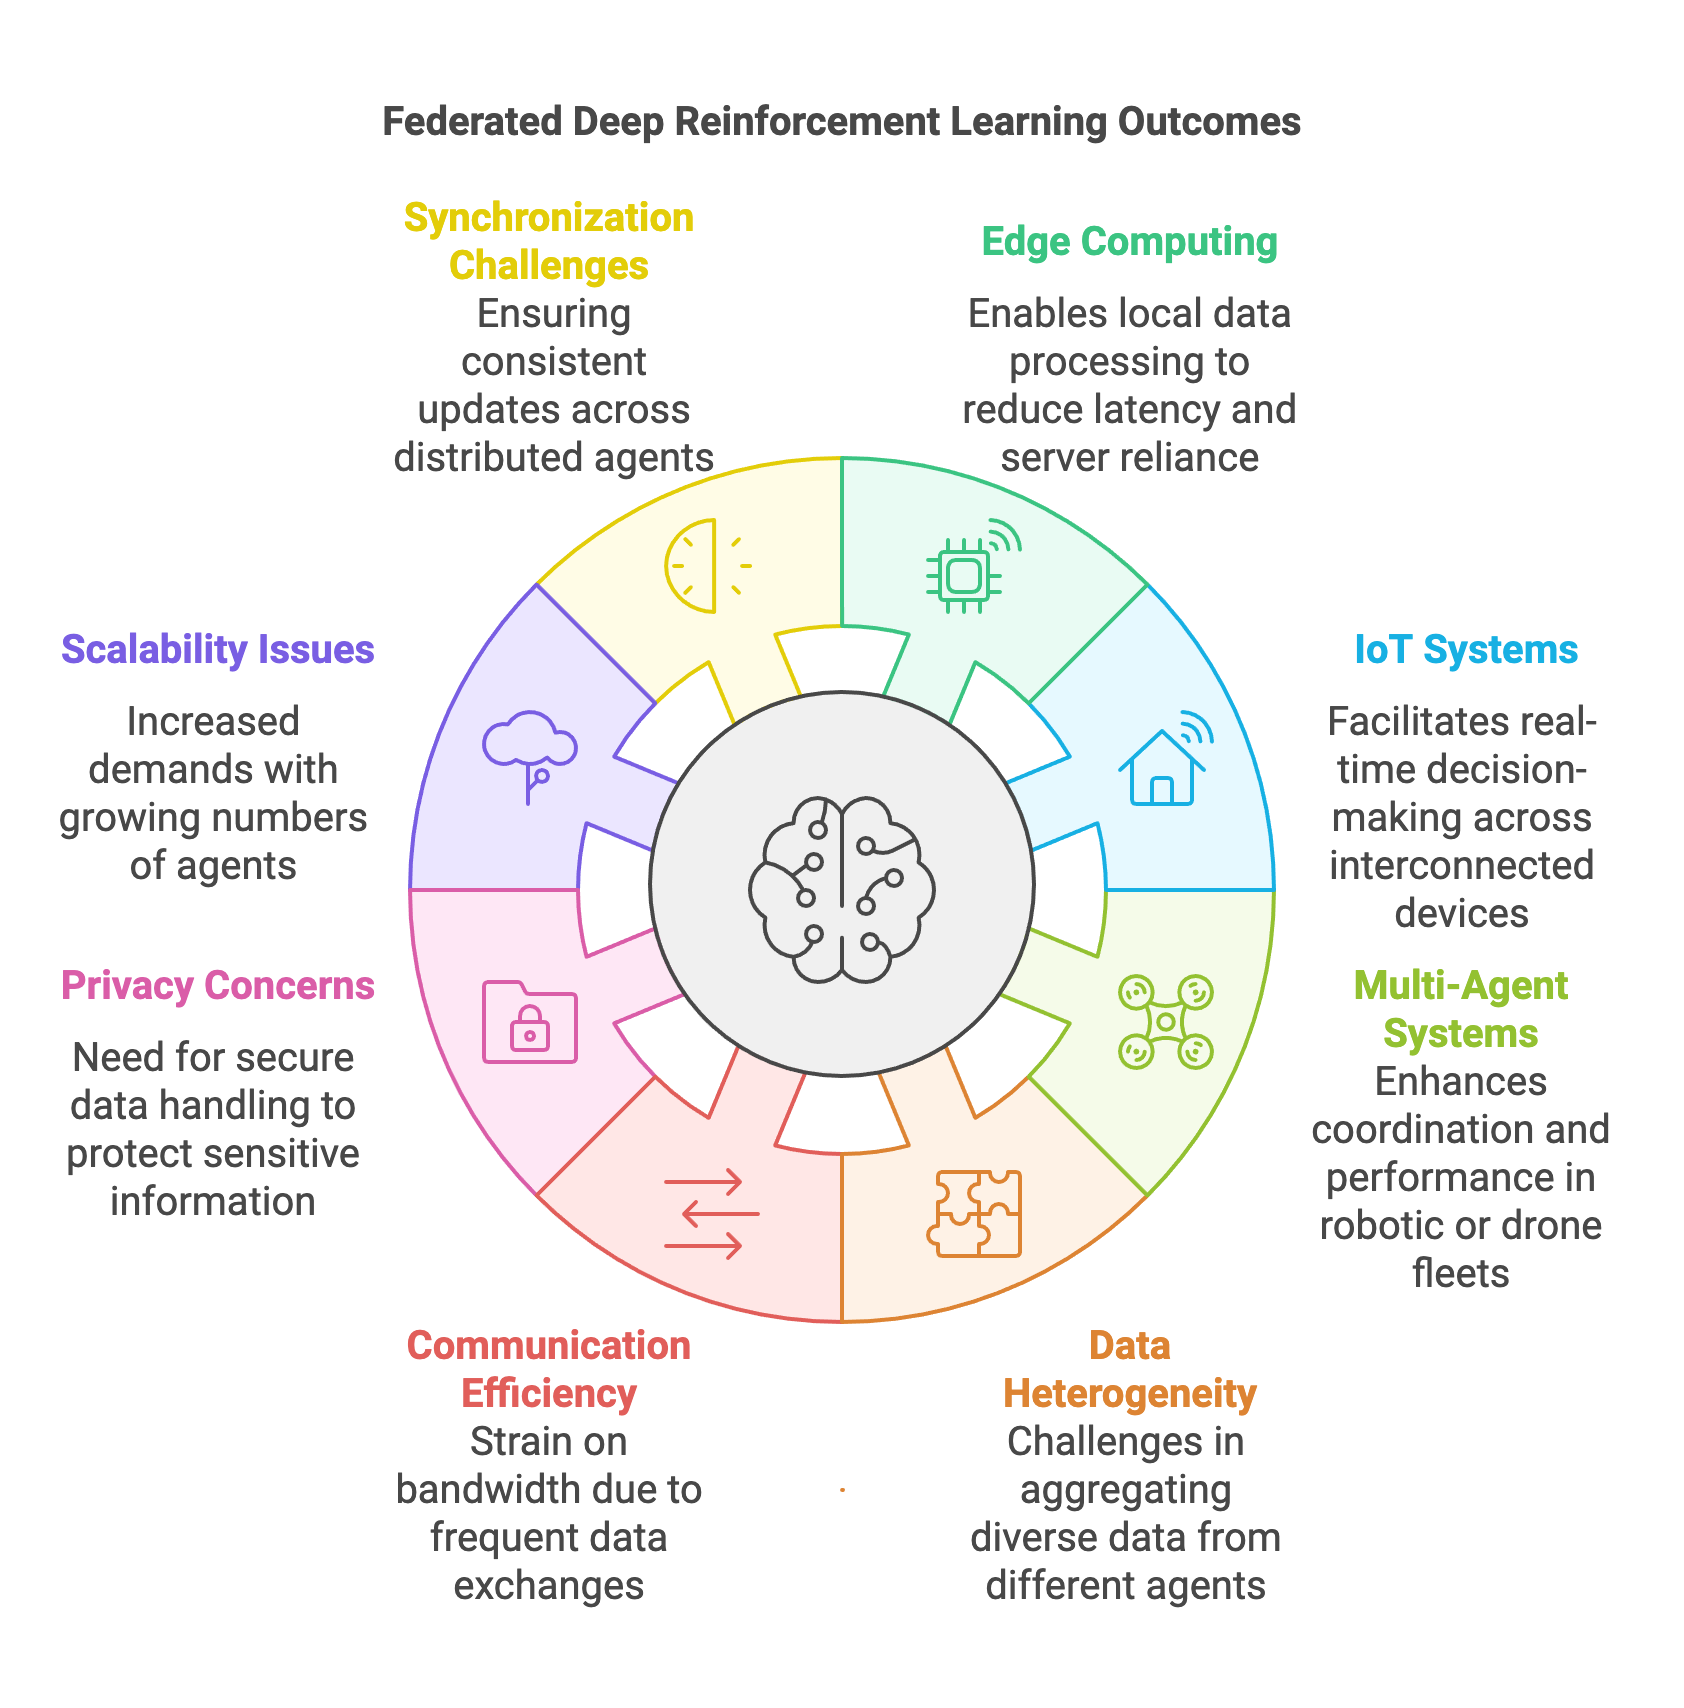 Federated Deep Reinforcement Learning Outcomes
Synchronization
Challenges
Ensuring
consistent
updates across
distributed agents
Edge Computing
Enables local data
processing to
reduce latency and
server reliance
Scalability Issues
Increased
demands with
growing numbers
of agents
IoT Systems
Facilitates real-
time decision-
making across
interconnected
devices
Privacy Concerns
Need for secure
data handling to
protect sensitive
information
Multi-Agent
Systems
Enhances
coordination and
performance in
robotic or drone
fleets
Communication
Efficiency
Strain on
bandwidth due to
frequent data
exchanges
Data
Heterogeneity
Challenges in
aggregating
diverse data from
different agents